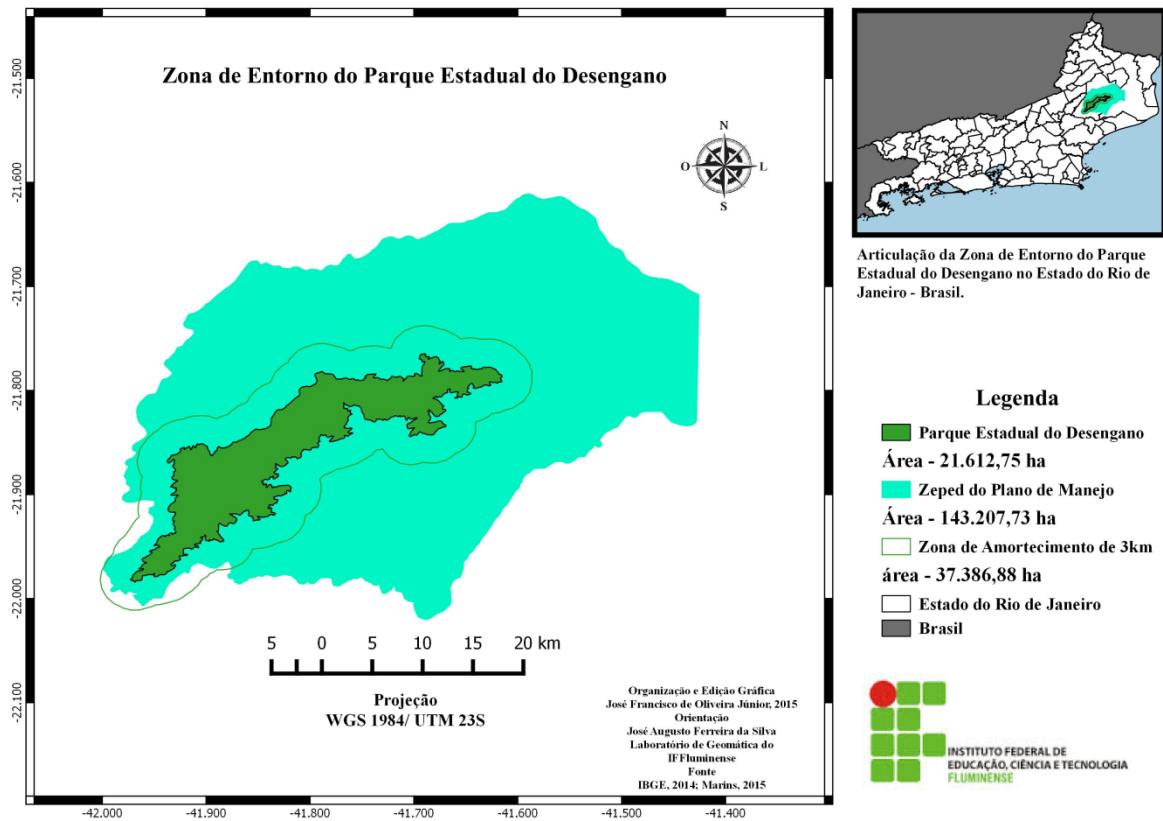 Zona de Entorno do Parque Estadual do Desengano
N
O
L
S
-21.500
-21.600
-21.700
-21.800
-21.900
-22.000
-22.100
5 0 5 10 15 20 km
Projeção
WGS 1984/ UTM 23S
Organização e Edição Gráfica
José Francisco de Oliveira Júnior, 2015
Orientação
José Augusto Ferreira da Silva
Laboratório de Geomática do
IFFluminense
Fonte
IBGE, 2014; Marins, 2015
-42.000 -41.900 -41.800 -41.700 -41.600 -41.500 -41.400
Articulação da Zona de Entorno do Parque
Estadual do Desengano no Estado do Rio de
Janeiro - Brasil.
Legenda
Parque Estadual do Desengano
Área - 21.612,75 ha
Zeped do Plano de Manejo
Área - 143.207,73 ha
Zona de Amortecimento de 3km
área - 37.386,88 ha
Estado do Rio de Janeiro
Brasil
INSTITUTO FEDERAL DE
EDUCAÇÃO, CIÊNCIA E TECNOLOGIA
FLUMINENSE